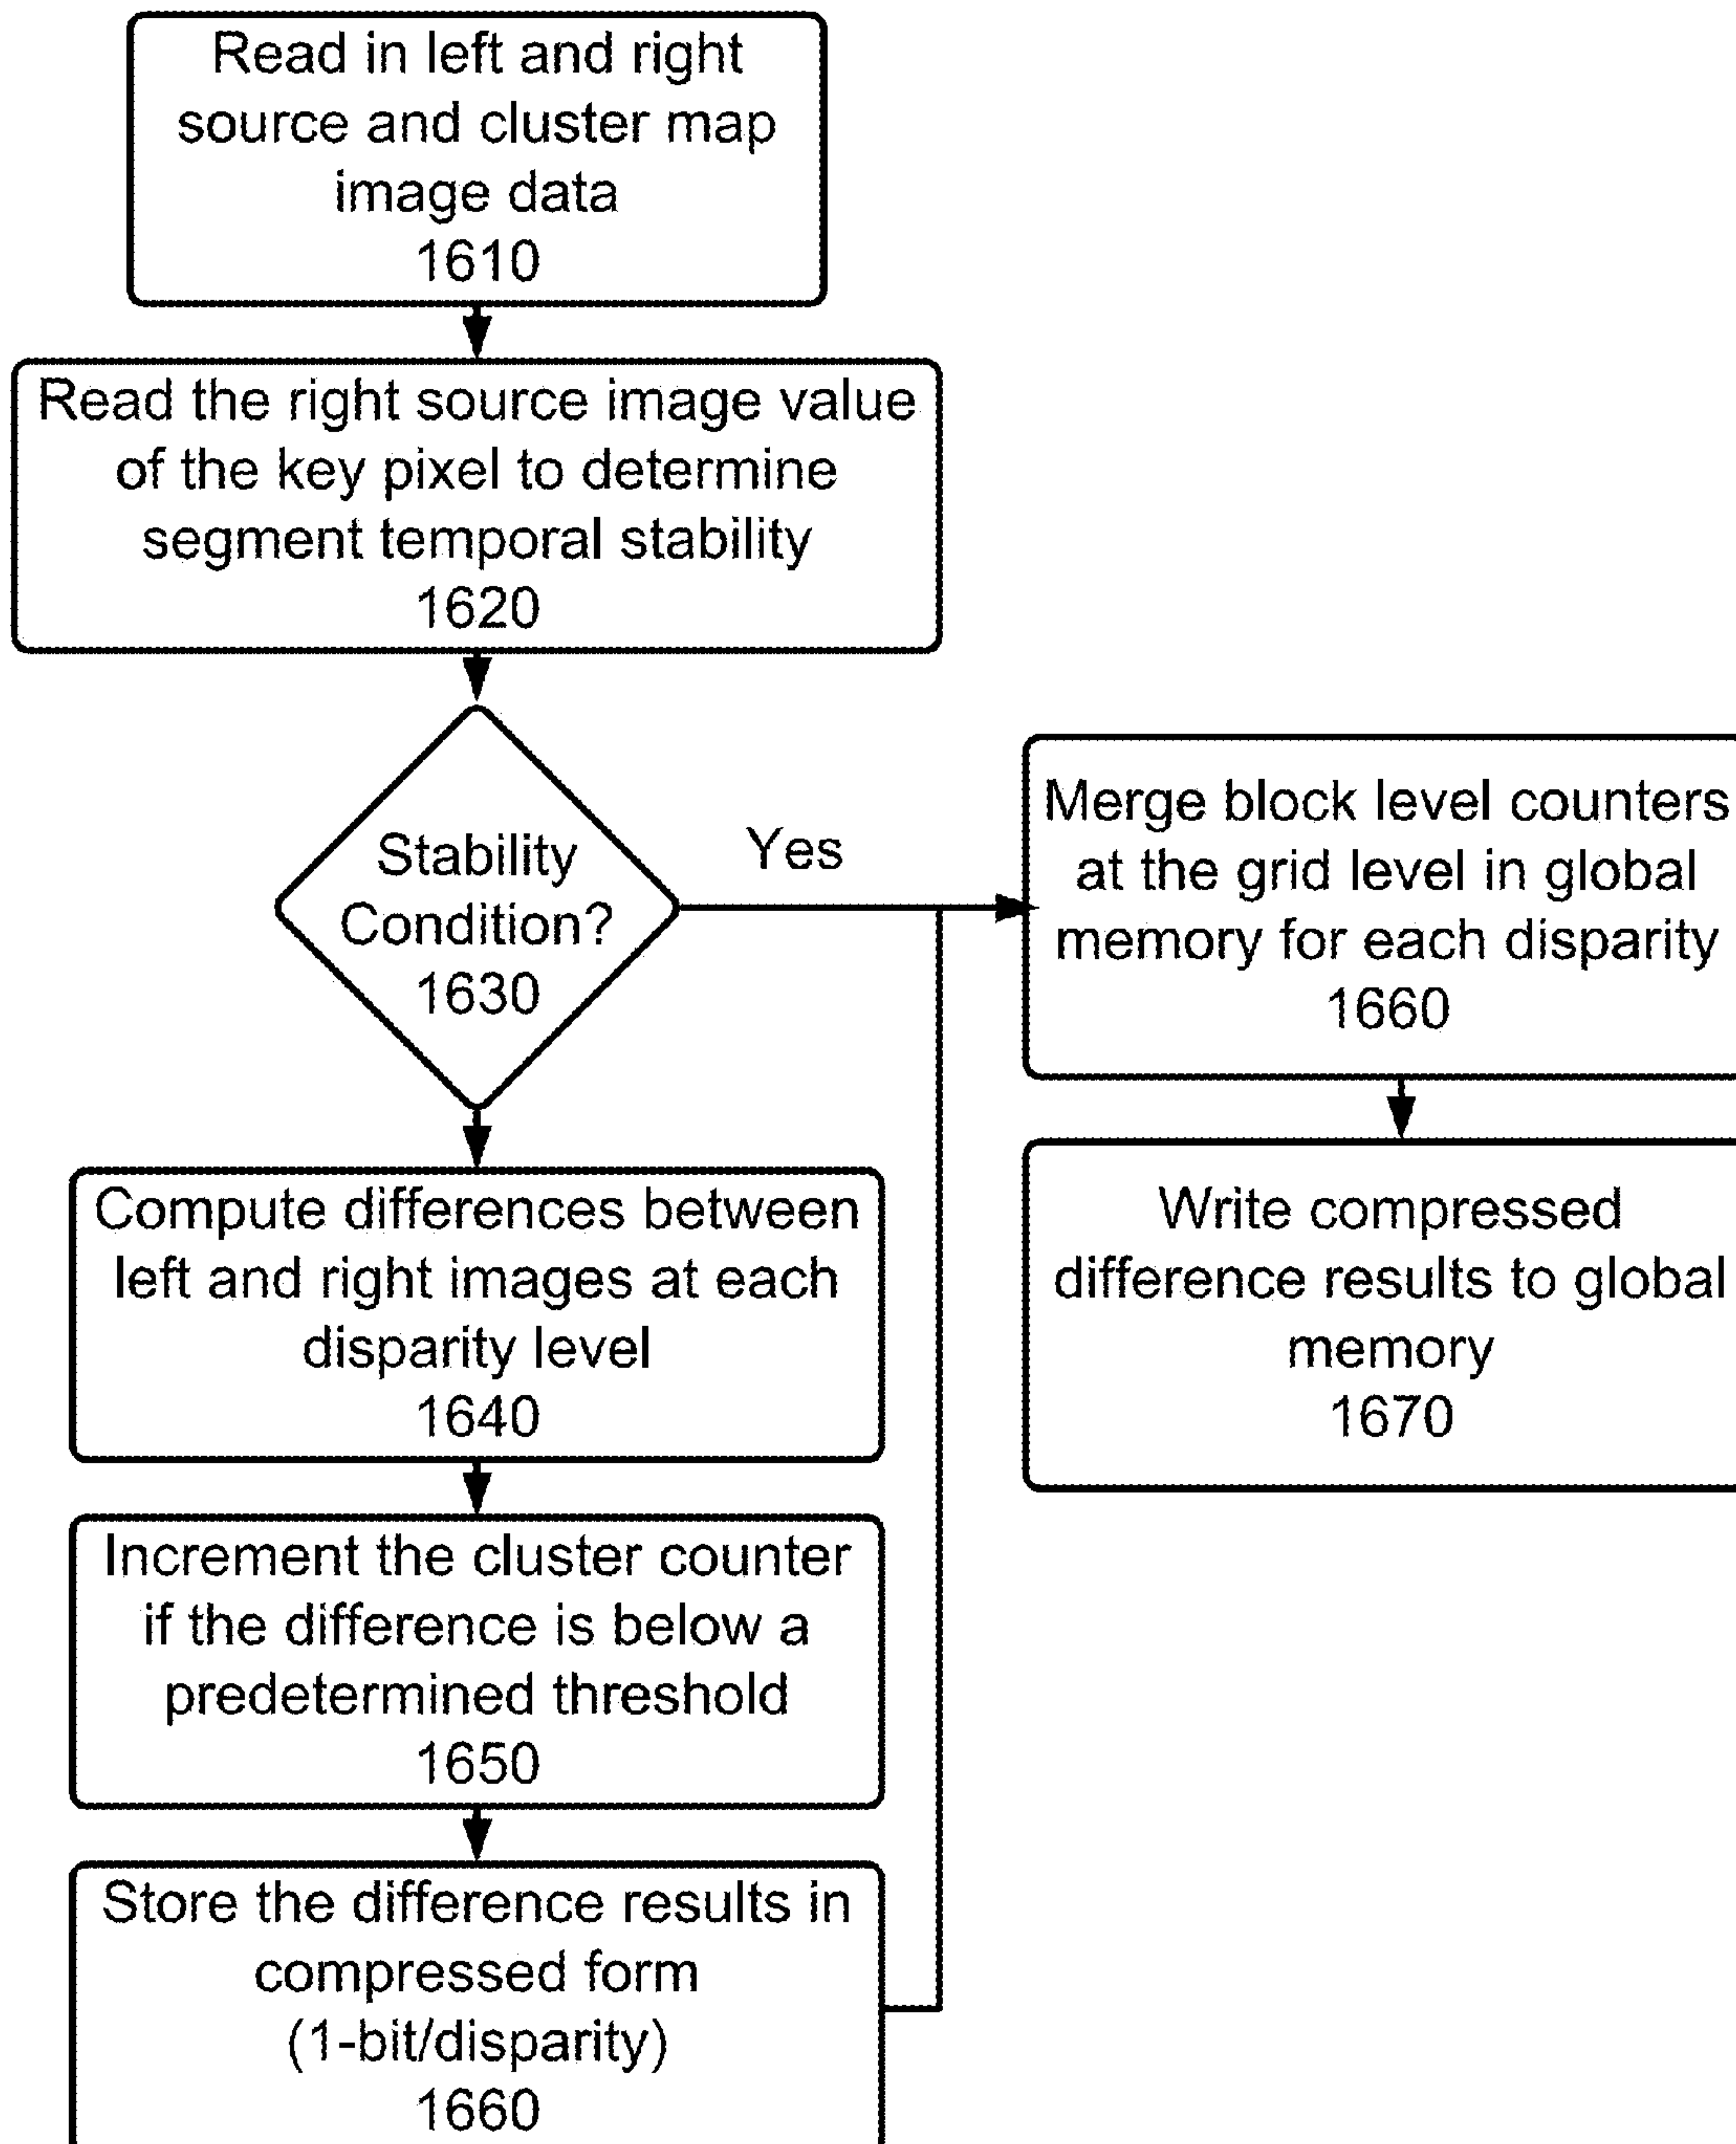 Read in left and right
source and cluster map
image data
1610
Read the right source image value
of the key pixel to determine
segment temporal stability
1620
Stability
Condition?
1630
Yes
Compute differences between
left and right images at each
disparity level
1640
Increment the cluster counter
if the difference is below a
predetermined threshold
1650
Store the difference results in
compressed form
(1-bit/disparity)
1660
Merge block level counters
at the grid level in global
memory for each disparity
1660
Write compressed
difference results to global
memory
1670